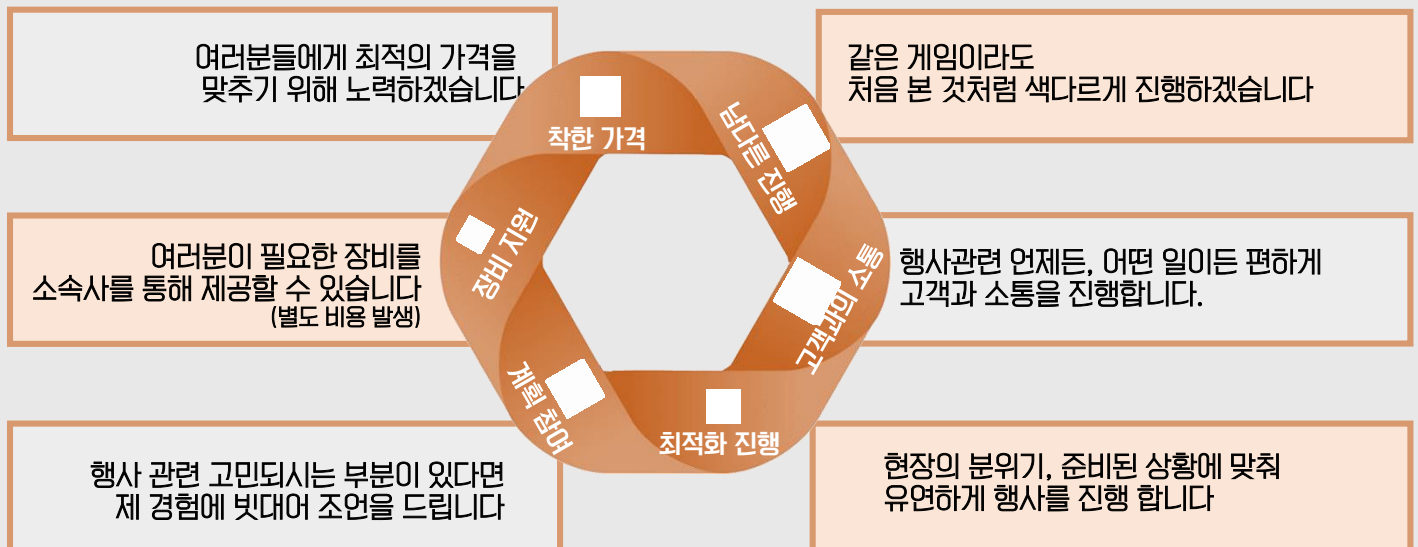 여러분들에게 최적의 가격을
맞추기 위해 노력하겠습니다
착한 가격
같은 게임이라도
처음 본 것처럼 색다르게 진행하겠습니다
남다른 진행
여러분이 필요한 장비를
소속사를 통해 제공할 수 있습니다
(별도 비용 발생)
장비 지원
행사관련 언제든, 어떤 일이든 편하게
고객과 소통을 진행합니다.
고객과의 소통
행사 관련 고민되시는 부분이 있다면
제 경험에 빗대어 조언을 드립니다
계획 참여
최적화 진행
현장의 분위기, 준비된 상황에 맞춰
유연하게 행사를 진행 합니다